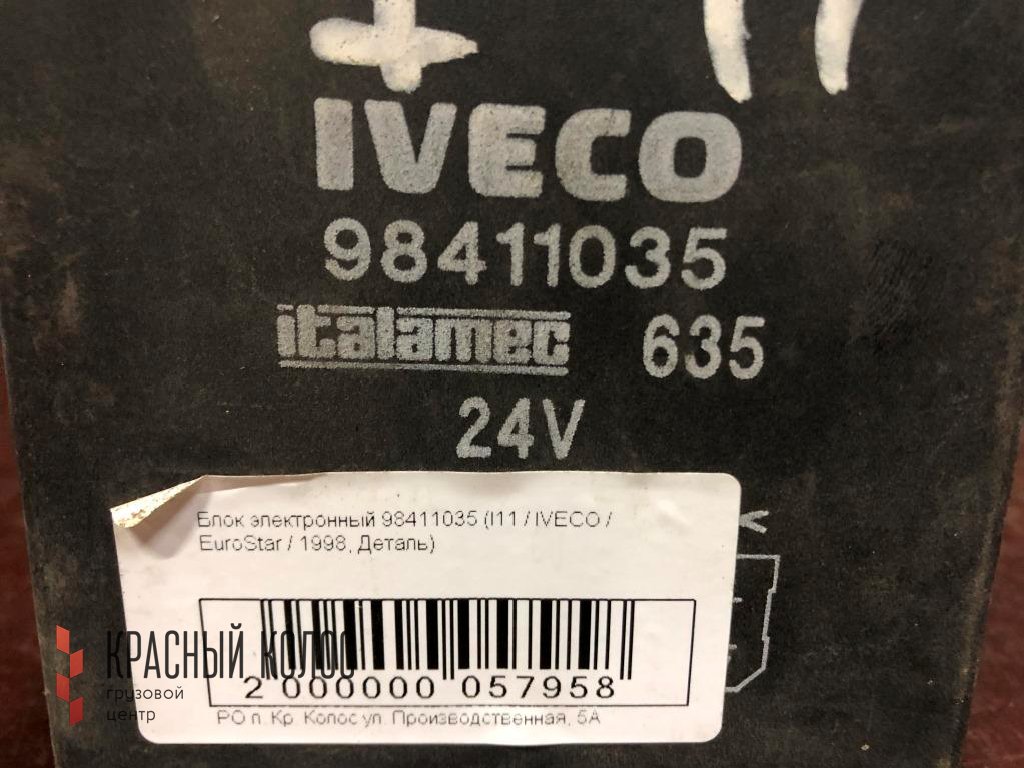 I 11
IVECO
98411035
italamec 635
24V
Блок электронный 98411035 (I11 / IVECO /
EuroStar / 1998, Деталь)
2 000000 057958
РО п. Кр. Колос ул. Производственная, 5А
КРАСНЫЙ КОЛОС
грузовой
центр